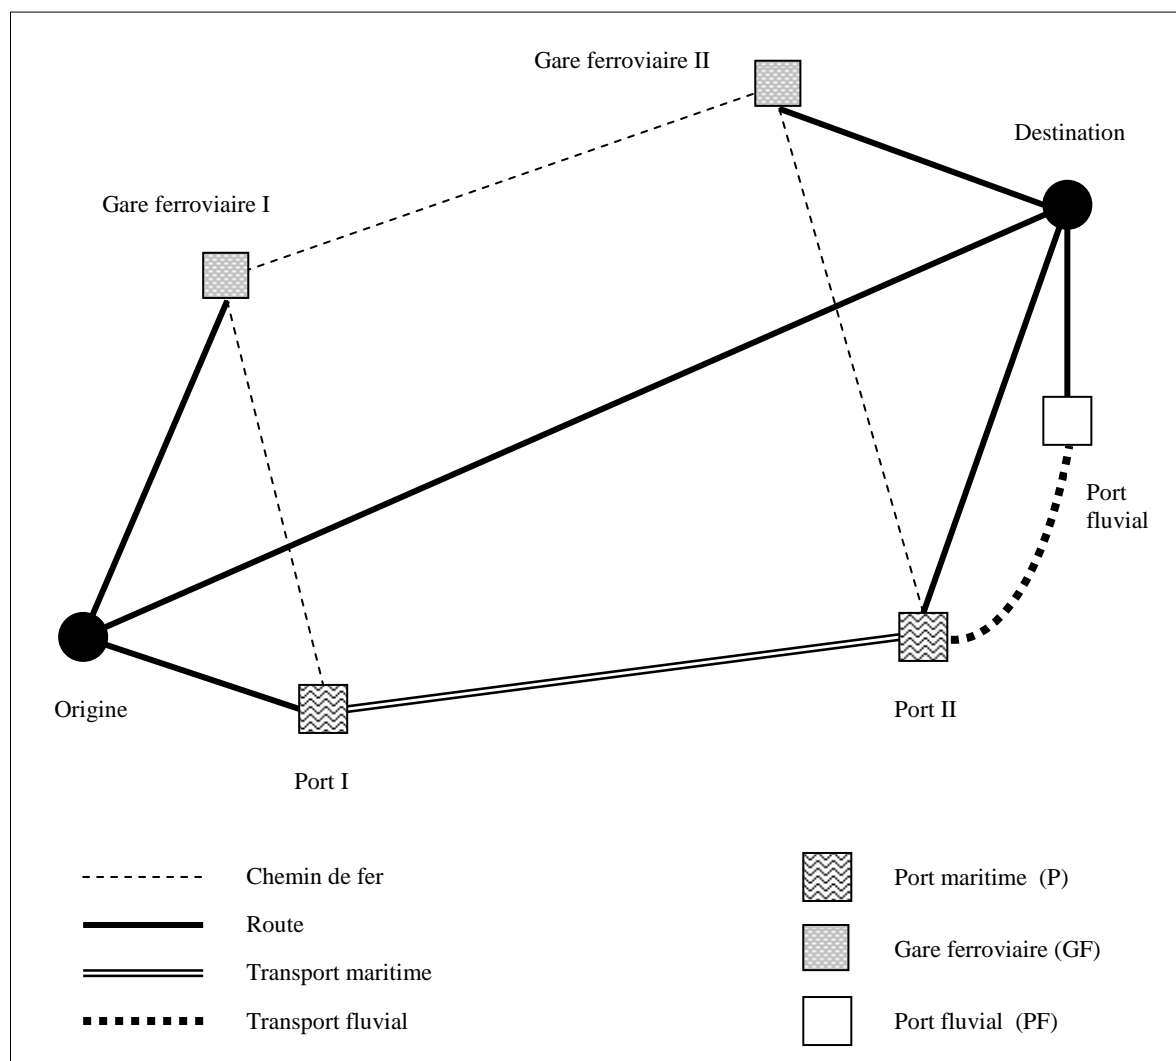 Gare ferroviaire II
Destination
Gare ferroviaire I
Port
fluvial
Origine
Port II
Port I
Chemin de fer
Port maritime (P)
Route
Gare ferroviaire (GF)
Transport maritime
Transport fluvial
Port fluvial (PF)